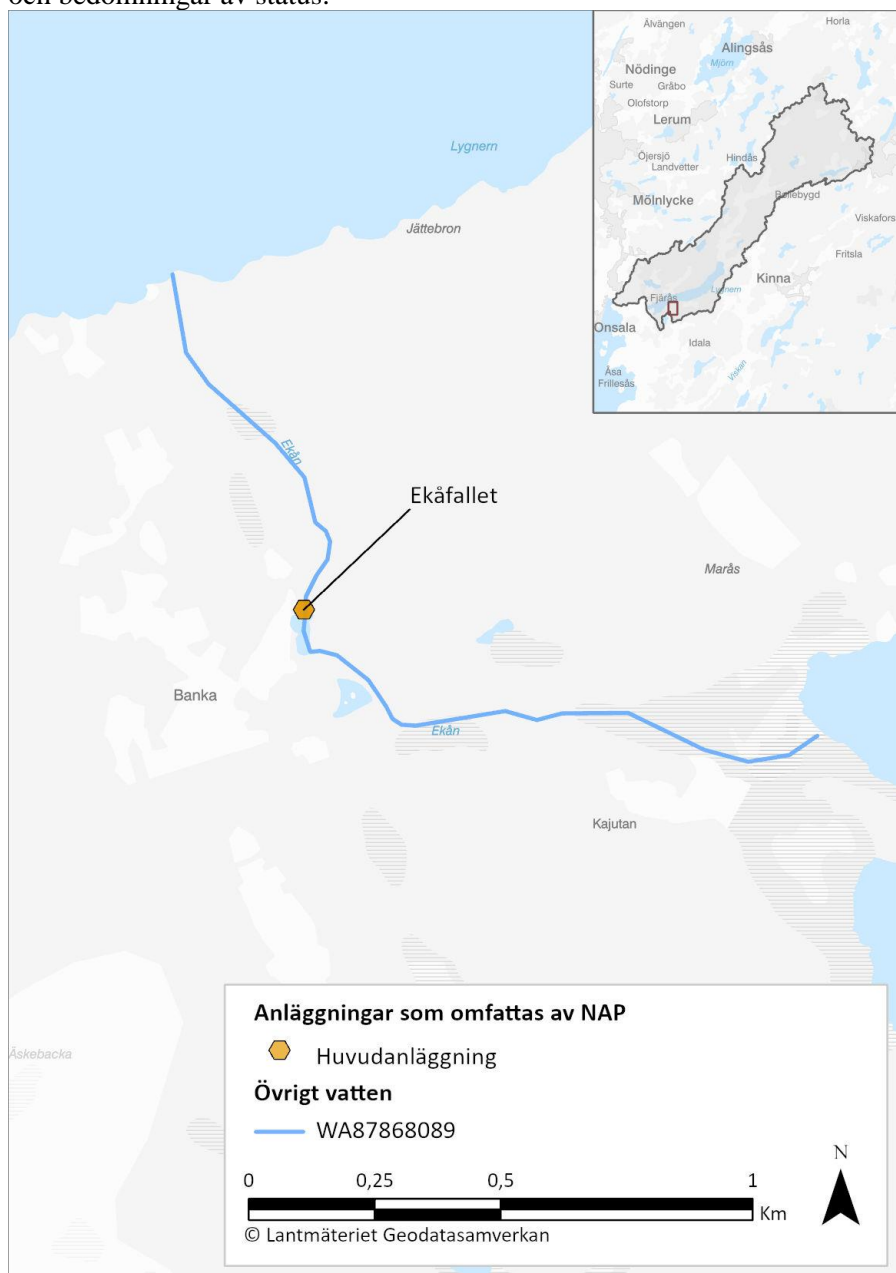 och bedömningar av status.
Älvängen
Horla
Alingsås
Mjörn
Nödinge
Surte
Gråbo
Olofstorp
Lerum
Öjersjö
Landvetter
Hindås
Mölnlycke
Bollebygd
Viskafors
Fritsla
Kinna
Lygnern
Fjärås
Onsala
Idala
Åsa
Frillesås
Viskan
Lygnern
Jättebron
Ekån
Ekåfallet
Marås
Banka
Ekån
Kajutan
Äskebacka
Anläggningar som omfattas av NAP
Huvudanläggning
Övrigt vatten
WA87868089
N
0 0,25 0,5 1
Km
© Lantmäteriet Geodatasamverkan